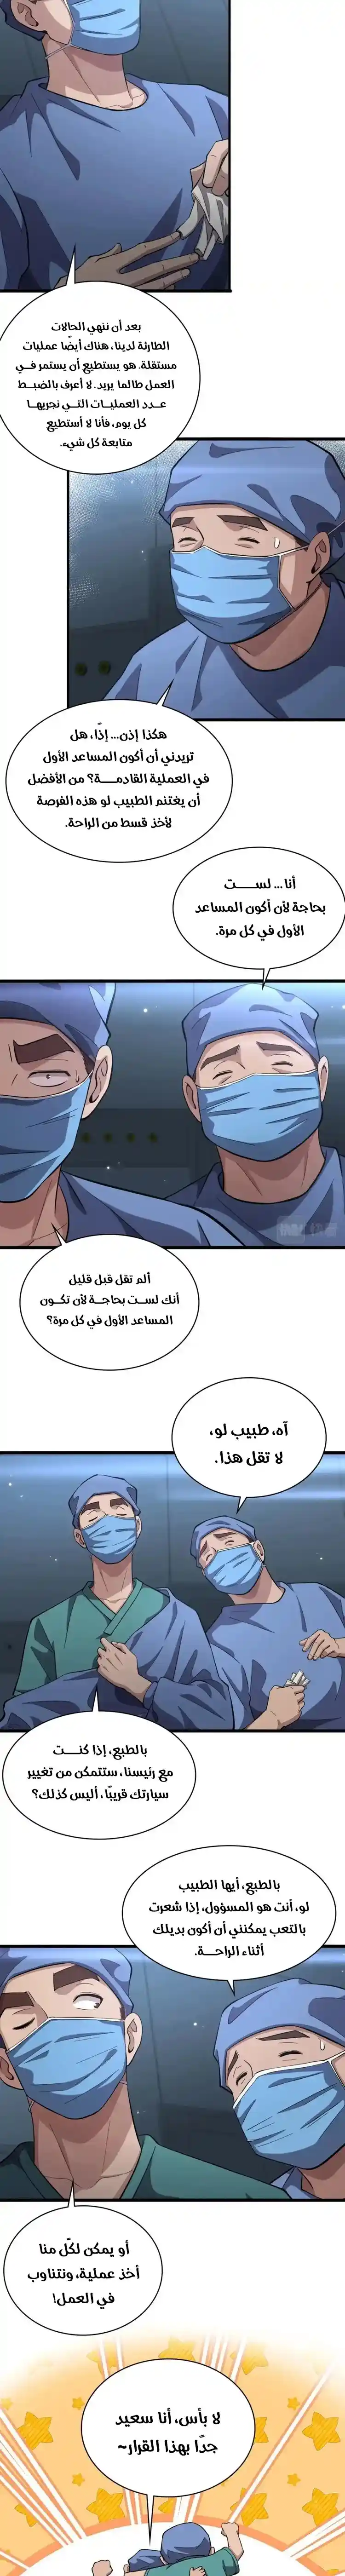 بعد أن ننهي الحالات
الطارئة لدينا، هناك أيضًا عمليات
مستقلة. هو يستطيع أن يستمر في
العمل طالما يريد. لا أعرف بالضبط
عدد العمليات التي نجريها
كل يوم، فأنا لا أستطيع
متابعة كل شيء.
هكذا إذن... إذًا، هل
تريدني أن أكون المساعد الأول
في العملية القادمة؟ من الأفضل
أن يغتنم الطبيب لو هذه الفرصة
لأخذ قسط من الراحة.
أنا... لست
بحاجة لأن أكون المساعد
الأول في كل مرة.
ألم تقل قبل قليل
أنك لست بحاجة لأن تكون
المساعد الأول في كل مرة؟
آه، طبيب لو،
لا تقل هذا.
بالطبع، إذا كنت
مع رئيسنا، ستتمكن من تغيير
سيارتك قريبًا، أليس كذلك؟
بالطبع، أيها الطبيب
لو، أنت هو المسؤول، إذا شعرت
بالتعب يمكنني أن أكون بديلك
أثناء الراحة.
أو يمكن لكلّ منا
أخذ عملية، ونتناوب
في العمل!
لا بأس، أنا سعيد
جدًا بهذا القرار~